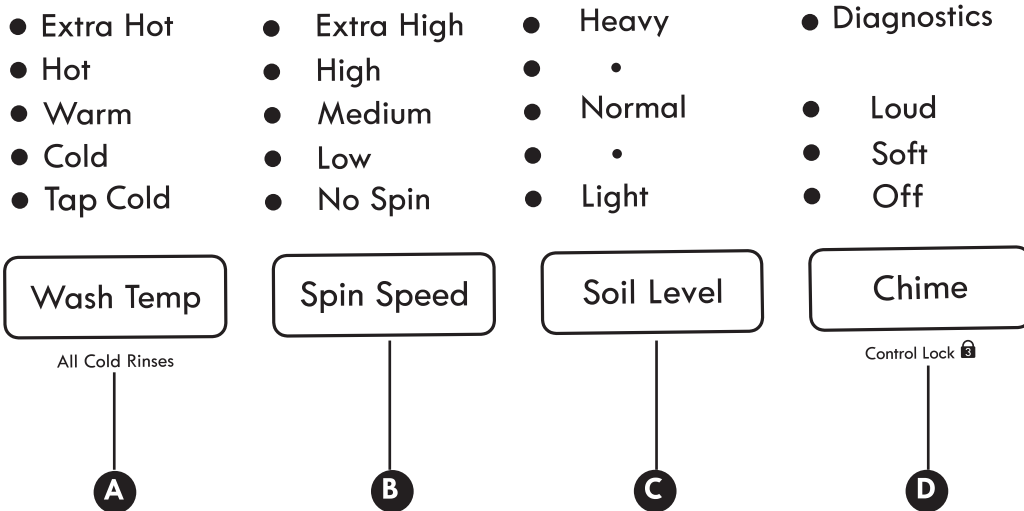 Extra Hot
Hot
Warm
Cold
Tap Cold
Wash Temp
All Cold Rinses
A
Extra High
High
Medium
Low
No Spin
Spin Speed
B
Heavy
Normal
Light
Soil Level
C
Diagnostics
Loud
Soft
Off
Chime
Control Lock 3
D